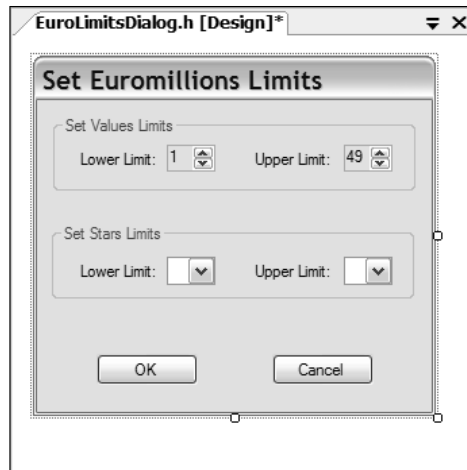 EuroLimitsDialog.h [Design]*
Set Euromillions Limits
Set Values Limits
Lower Limit: 1 Upper Limit: 49
Set Stars Limits
Lower Limit: Upper Limit:
OK Cancel